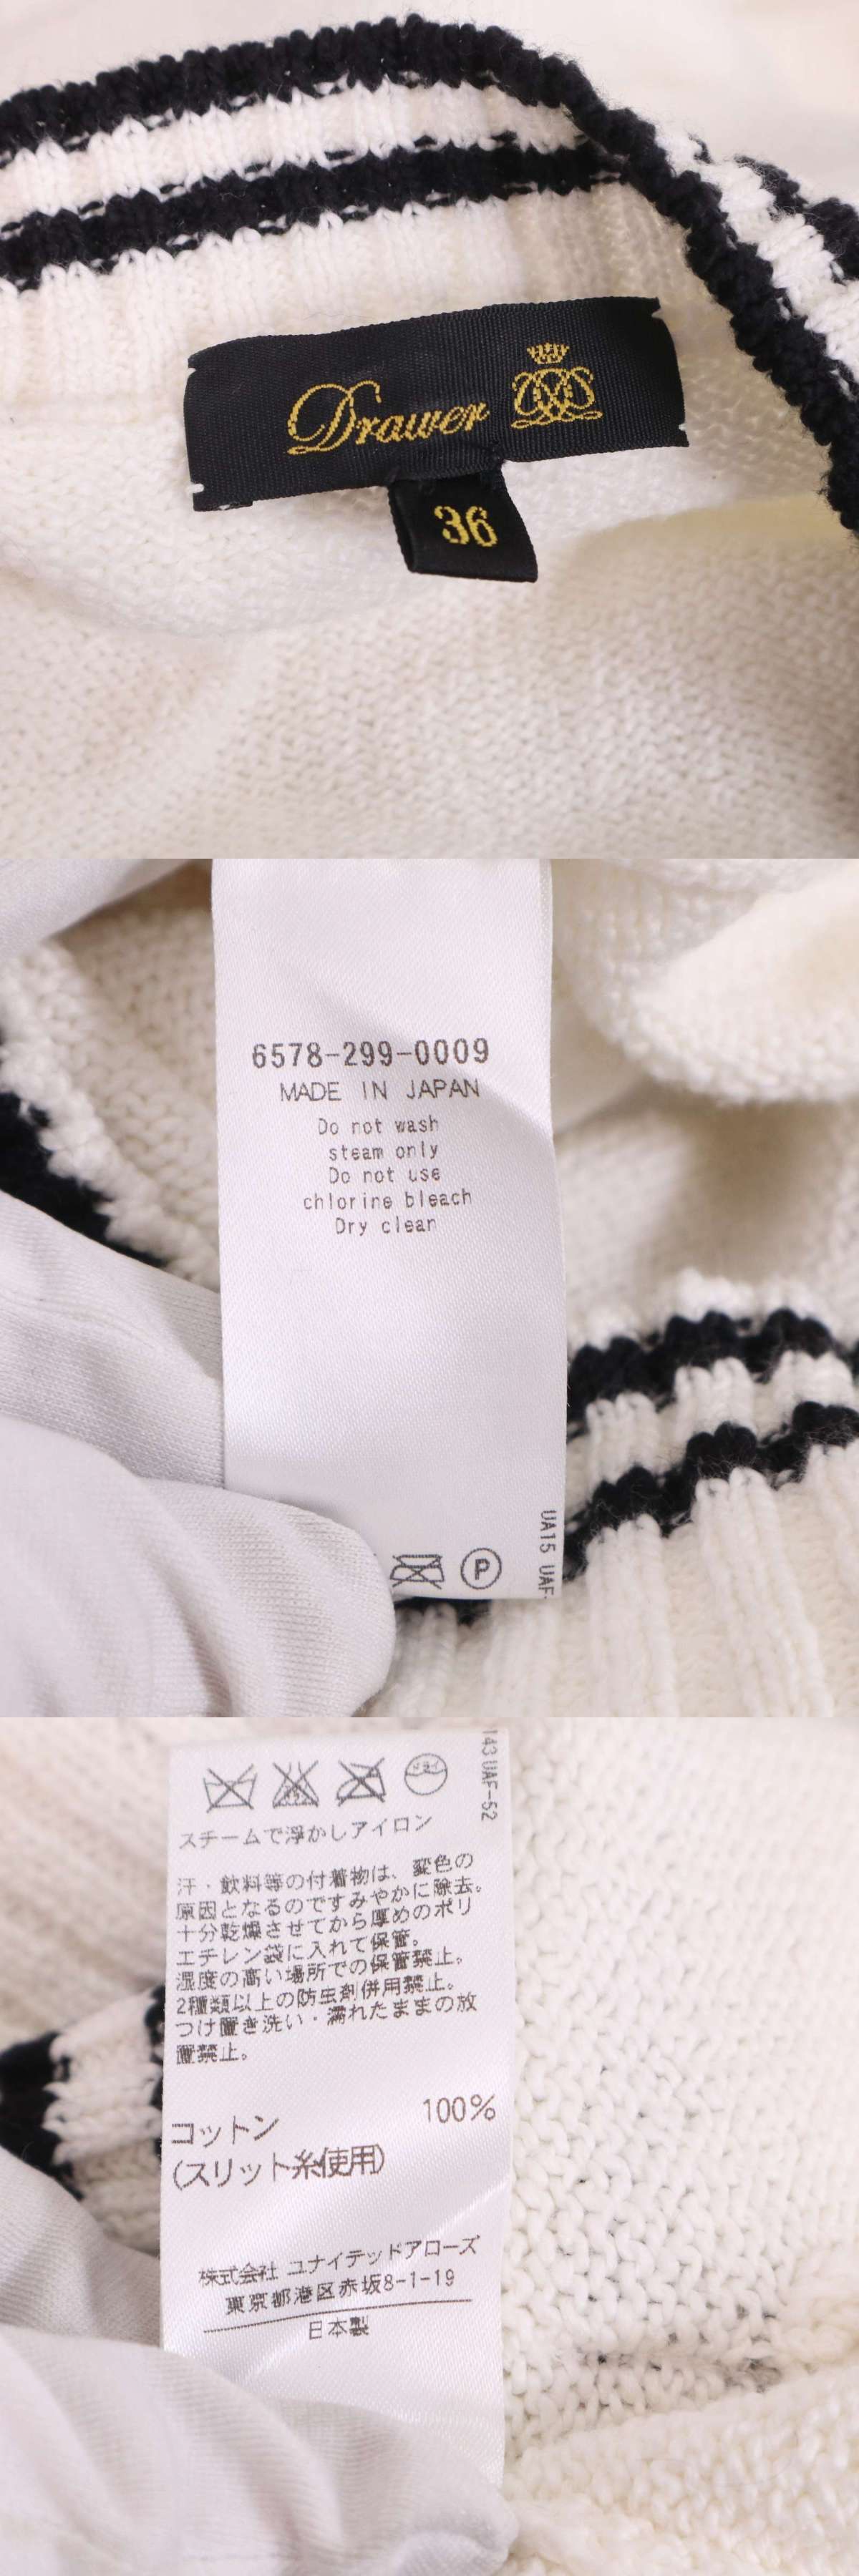 Drawer
36
6578-299-0009
MADE IN JAPAN
Do not wash
steam only
Do not use
chlorine bleach
Dry clean
P
UA15 UAF-
143 UAF-52
スチームで浮かしアイロン
汗・飲料等の付着物は、変色の
原因となるのですみやかに除去。
十分乾燥させてから厚めのポリ
エチレン袋に入れて保管。
湿度の高い場所での保管禁止。
2種類以上の防虫剤併用禁止。
つけ置き洗い・濡れたままの放
置禁止。
コットン 100%
(スリット糸使用)
株式会社 ユナイテッドアローズ
東京都港区赤坂8-1-19
日本製